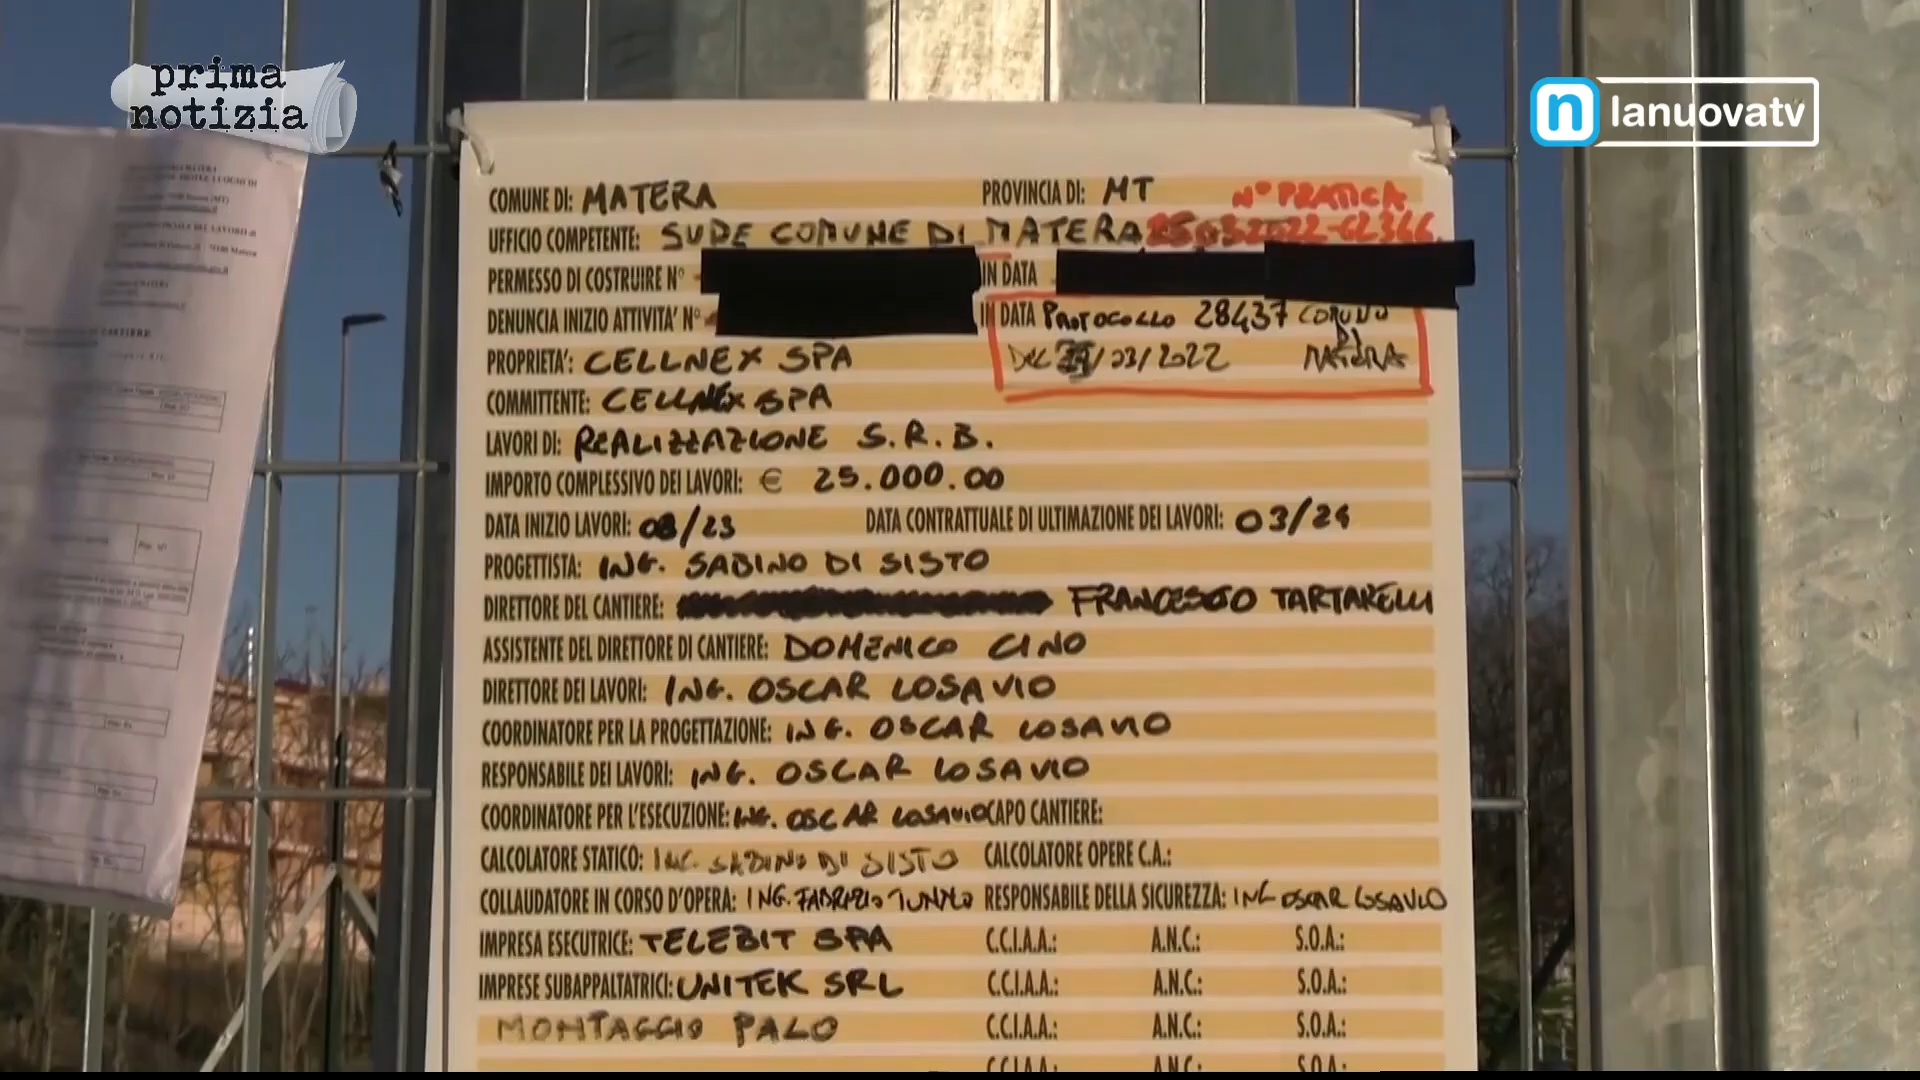 prima
notizia
lanuovatv
COMUNE DI: MATERA PROVINCIA DI: MT N° PRATICA
UFFICIO COMPETENTE: SUPE COMUNE DI MATERA
PERMESSO DI COSTRUIRE N° IN DATA
DENUNCIA INIZIO ATTIVITA' N° IN DATA PROTOCOLLO 28437 COMUNE DI
PROPRIETA': CELLNEX SPA DEL /03/2022 MATERA
COMMITTENTE: CELLNEX SPA
LAVORI DI: REALIZZAZIONE S.R.B.
IMPORTO COMPLESSIVO DEI LAVORI: € 25.000.00
DATA INIZIO LAVORI: 08/23 DATA CONTRATTUALE DI ULTIMAZIONE DEI LAVORI: 03/24
PROGETTISTA: ING. SABINO DI SISTO
DIRETTORE DEL CANTIERE: FRANCESCO TARTARELLI
ASSISTENTE DEL DIRETTORE DI CANTIERE: DOMENICO CINO
DIRETTORE DEI LAVORI: ING. OSCAR LOSAVIO
COORDINATORE PER LA PROGETTAZIONE: ING. OSCAR LOSAVIO
RESPONSABILE DEI LAVORI: ING. OSCAR LOSAVIO
COORDINATORE PER L'ESECUZIONE: ING. OSCAR LOSAVIO CAPO CANTIERE:
CALCOLATORE STATICO: ING. SABINO DI SISTO CALCOLATORE OPERE C.A.:
COLLAUDATORE IN CORSO D'OPERA: ING. FABRIZIO RESPONSABILE DELLA SICUREZZA: ING OSCAR LOSAVIO
IMPRESA ESECUTRICE: TELEBIT SPA C.C.I.A.A.: A.N.C.: S.O.A.:
IMPRESE SUBAPPALTATRICI: UNITEK SRL C.C.I.A.A.: A.N.C.: S.O.A.:
MONTAGGIO PALO C.C.I.A.A.: A.N.C.: S.O.A.:
C.C.I.A.A.: A.N.C.: S.O.A.: